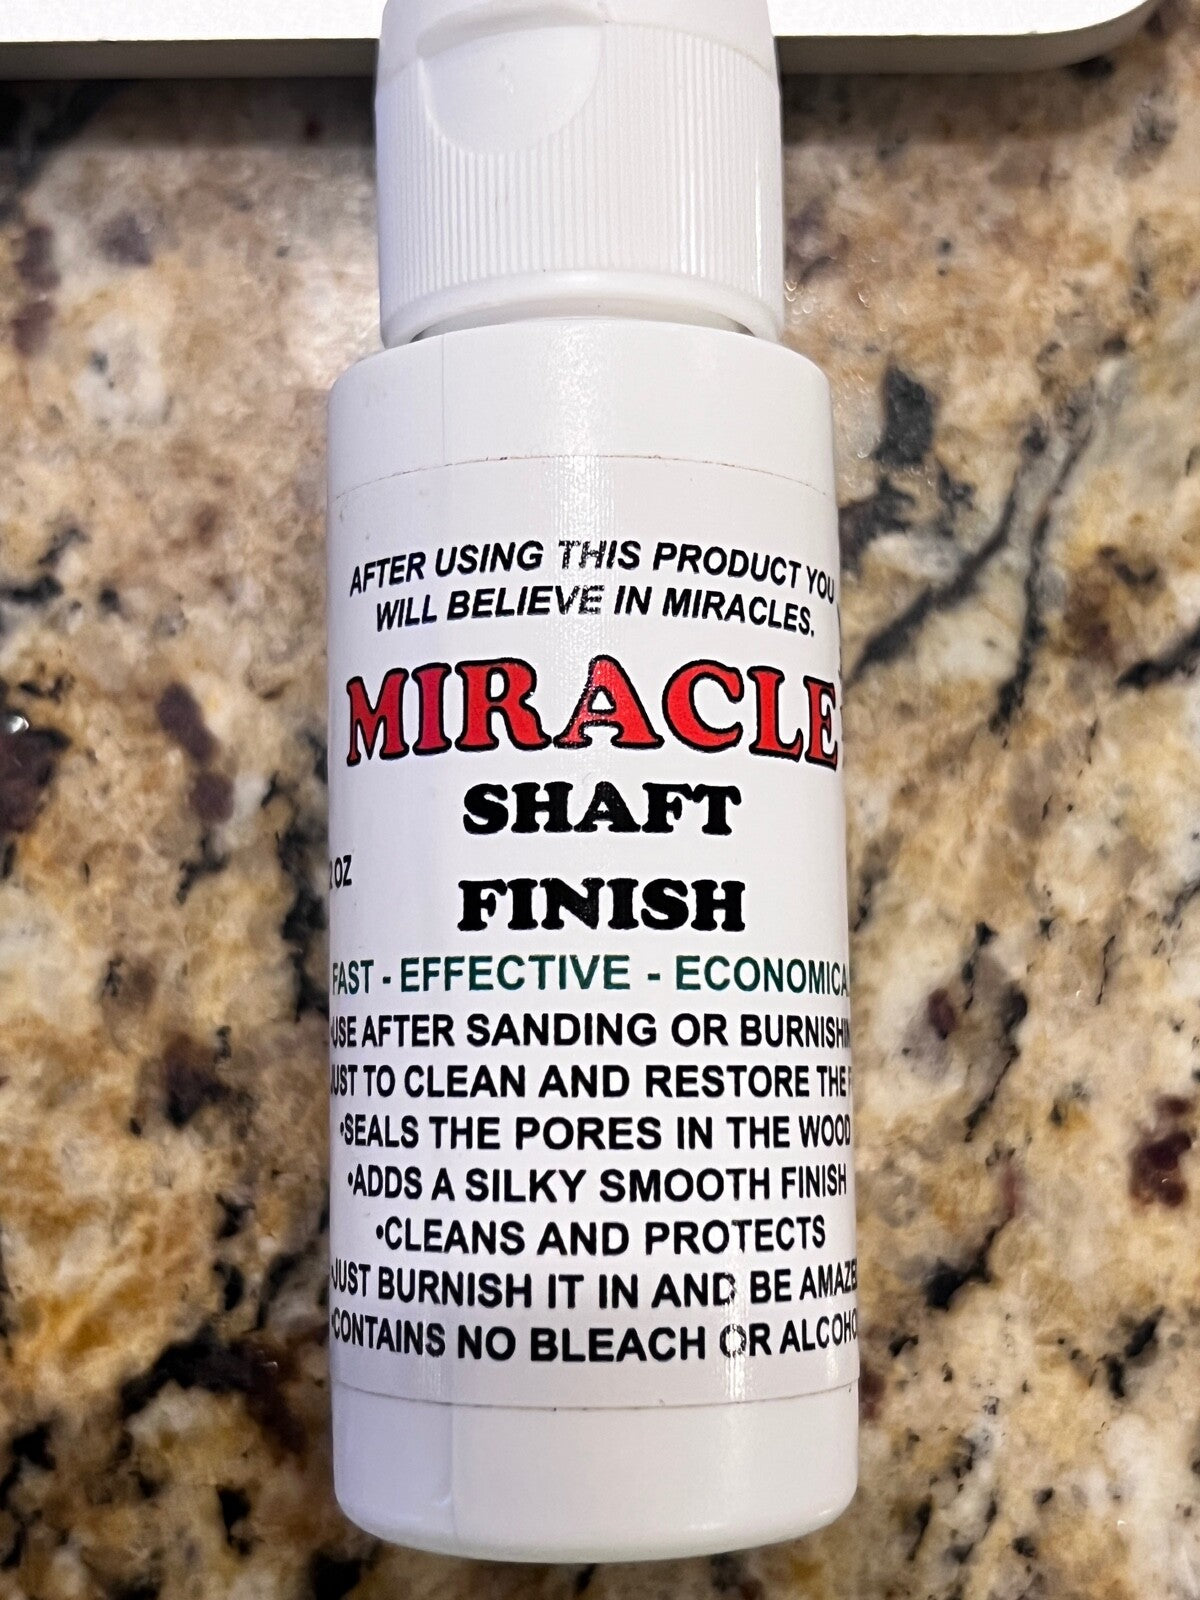 AFTER USING THIS PRODUCT YOU
WILL BELIEVE IN MIRACLES.
MIRACLE
SHAFT
FINISH
OZ
FAST - EFFECTIVE -
USE AFTER SANDING OR
TO CLEAN AND RESTORE THE
•SEALS THE PORES IN THE WOOD
•ADDS A SILKY SMOOTH FINISH
•CLEANS AND PROTECTS
•JUST BURNISH IT IN AND BE
•CONTAINS NO BLEACH OR